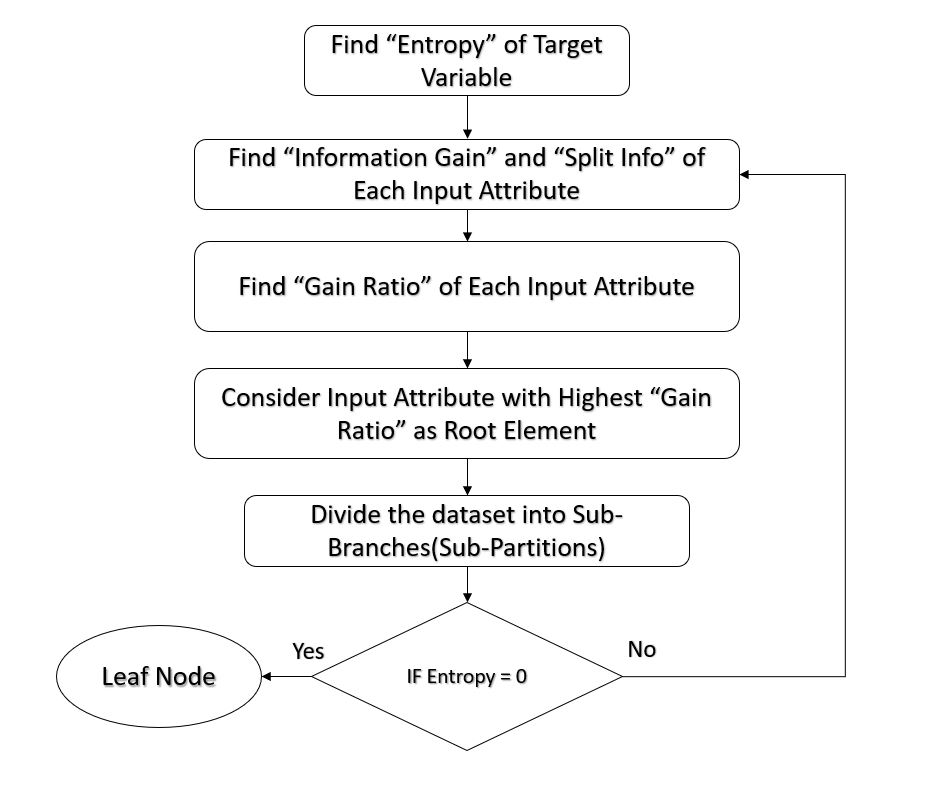 Find “Entropy” of Target
Variable
Find “Information Gain” and “Split Info” of
Each Input Attribute
Find “Gain Ratio” of Each Input Attribute
Consider Input Attribute with Highest “Gain
Ratio” as Root Element
Divide the dataset into Sub-
Branches(Sub-Partitions)
Yes
No
Leaf Node
IF Entropy = 0